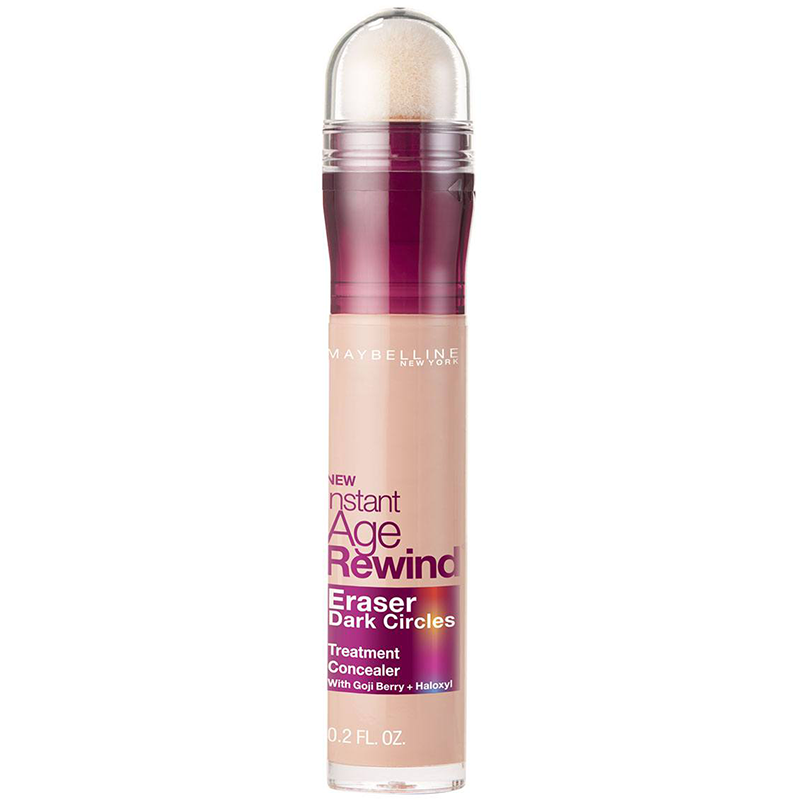 MAYBELLINE
NEW YORK
NEW
Instant
Age
Rewind
Eraser
Dark Circles
Treatment
Concealer
With Goji Berry + Haloxyl
0.2 FL. OZ.